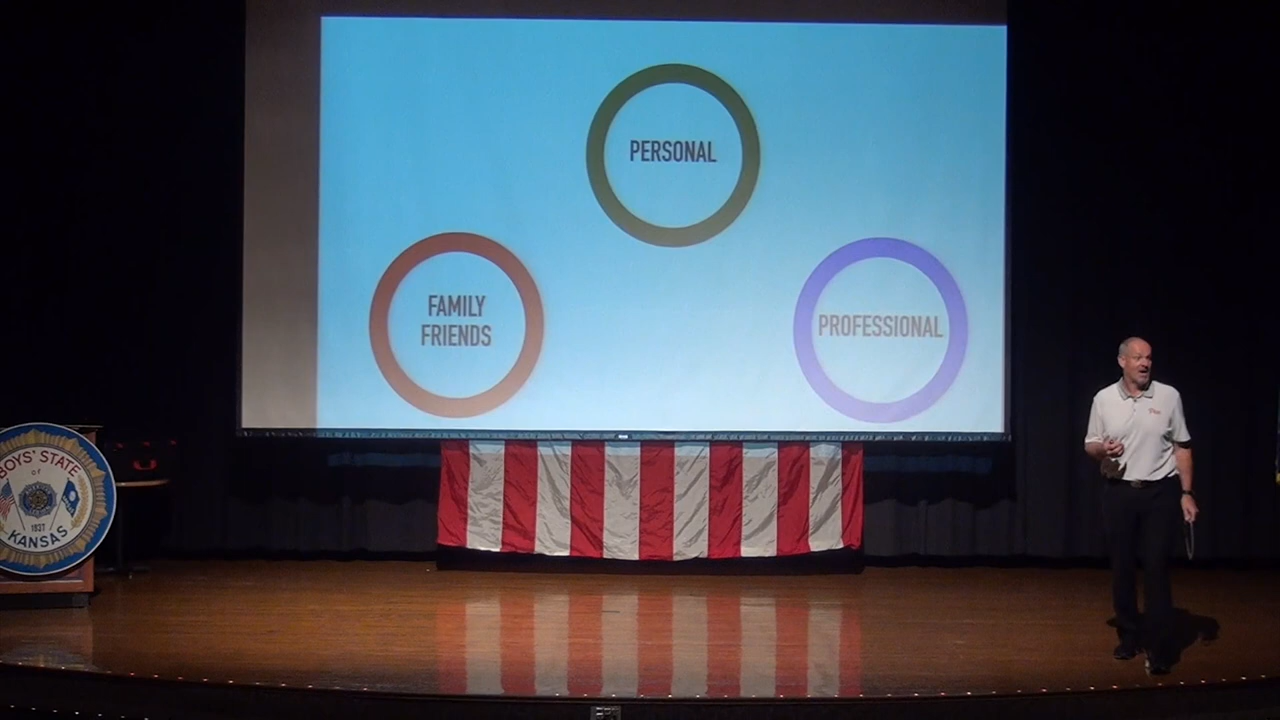 PERSONAL
FAMILY
FRIENDS
PROFESSIONAL
BOYS' STATE
of
1937
KANSAS